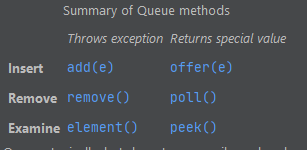 Summary of Queue methods
Throws exception Returns special value
Insert add(e) offer(e)
Remove remove() poll()
Examine element() peek()